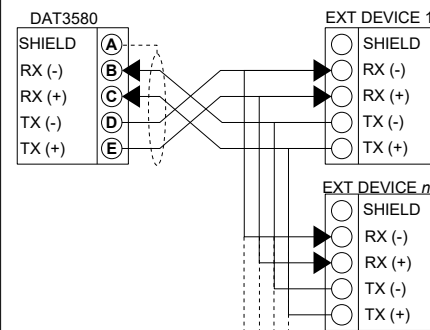 DAT3580
SHIELD A
RX (-) B
RX (+) C
TX (-) D
TX (+) E
EXT DEVICE 1
SHIELD
RX (-)
RX (+)
TX (-)
TX (+)
EXT DEVICE n
SHIELD
RX (-)
RX (+)
TX (-)
TX (+)